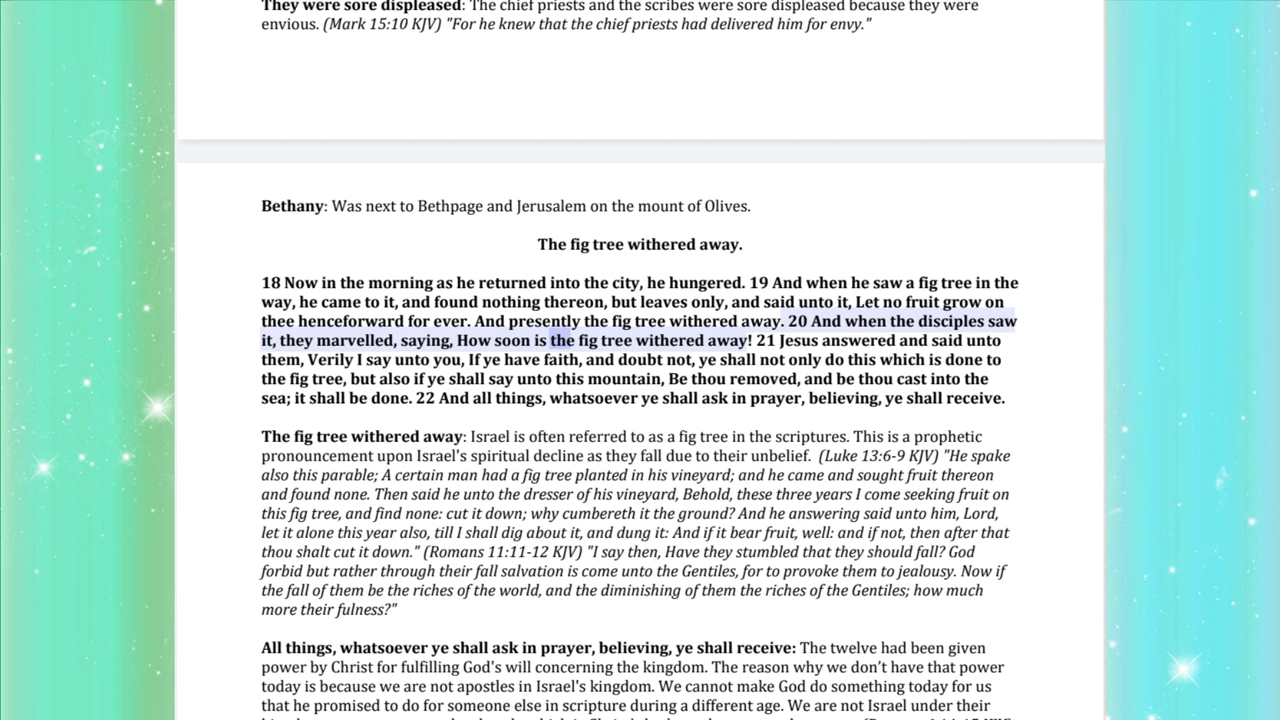 They were sore displeased: The chief priests and the scribes were sore displeased because they were
envious. (Mark 15:10 KJV) "For he knew that the chief priests had delivered him for envy."
Bethany: Was next to Bethpage and Jerusalem on the mount of Olives.
The fig tree withered away.
18 Now in the morning as he returned into the city, he hungered. 19 And when he saw a fig tree in the
way, he came to it, and found nothing thereon, but leaves only, and said unto it, Let no fruit grow on
thee henceforward for ever. And presently the fig tree withered away. 20 And when the disciples saw
it, they marvelled, saying, How soon is the fig tree withered away! 21 Jesus answered and said unto
them, Verily I say unto you, If ye have faith, and doubt not, ye shall not only do this which is done to
the fig tree, but also if ye shall say unto this mountain, Be thou removed, and be thou cast into the
sea; it shall be done. 22 And all things, whatsoever ye shall ask in prayer, believing, ye shall receive.
The fig tree withered away: Israel is often referred to as a fig tree in the scriptures. This is a prophetic
pronouncement upon Israel's spiritual decline as they fall due to their unbelief. (Luke 13:6-9 KJV) "He spake
also this parable; A certain man had a fig tree planted in his vineyard; and he came and sought fruit thereon
and found none. Then said he unto the dresser of his vineyard, Behold, these three years I come seeking fruit on
this fig tree, and find none: cut it down; why cumbereth it the ground? And he answering said unto him, Lord,
let it alone this year also, till I shall dig about it, and dung it: And if it bear fruit, well: and if not, then after that
thou shalt cut it down." (Romans 11:11-12 KJV) "I say then, Have they stumbled that they should fall? God
forbid but rather through their fall salvation is come unto the Gentiles, for to provoke them to jealousy. Now if
the fall of them be the riches of the world, and the diminishing of them the riches of the Gentiles; how much
more their fulness?"
All things, whatsoever ye shall ask in prayer, believing, ye shall receive: The twelve had been given
power by Christ for fulfilling God's will concerning the kingdom. The reason why we don't have that power
today is because we are not apostles in Israel's kingdom. We cannot make God do something today for us
that he promised to do for someone else in scripture during a different age. We are not Israel under their